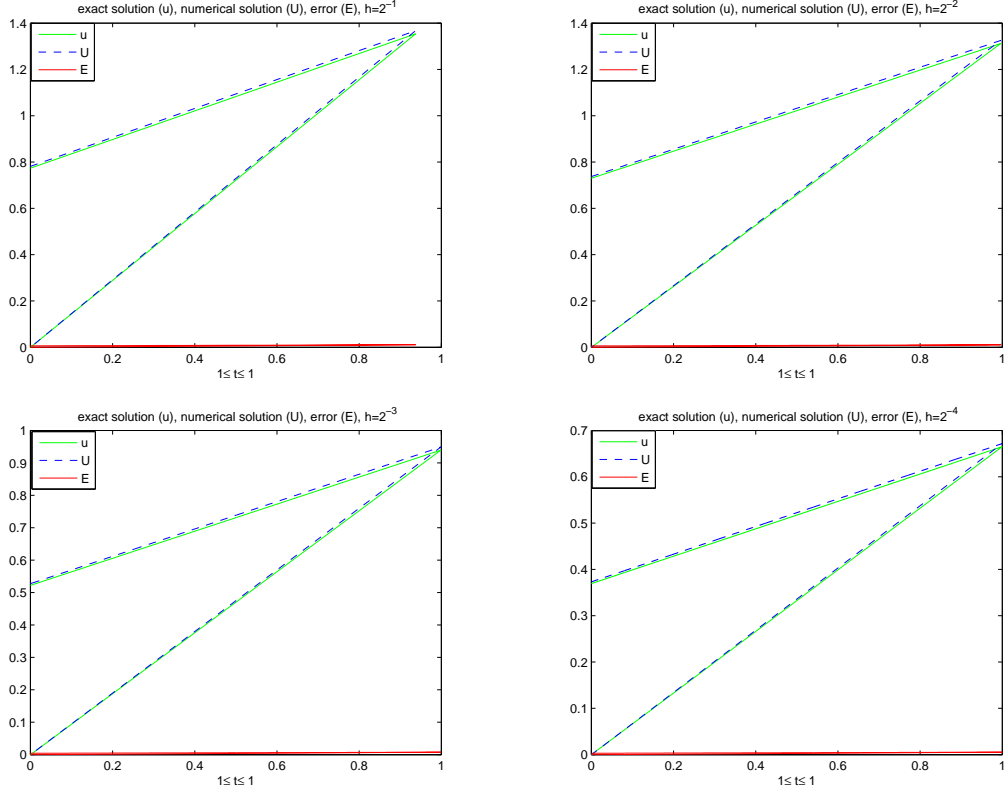 exact solution (u), numerical solution (U), error (E), h=2⁻¹
1.4
1.2
1
0.8
0.6
0.4
0.2
0
u
U
E
0
0.2
0.4
0.6
0.8
1
1≤ t≤ 1
exact solution (u), numerical solution (U), error (E), h=2⁻²
1.4
1.2
1
0.8
0.6
0.4
0.2
0
u
U
E
0
0.2
0.4
0.6
0.8
1
1≤ t≤ 1
exact solution (u), numerical solution (U), error (E), h=2⁻³
1
0.9
0.8
0.7
0.6
0.5
0.4
0.3
0.2
0.1
0
u
U
E
0
0.2
0.4
0.6
0.8
1
1≤ t≤ 1
exact solution (u), numerical solution (U), error (E), h=2⁻⁴
0.7
0.6
0.5
0.4
0.3
0.2
0.1
0
u
U
E
0
0.2
0.4
0.6
0.8
1
1≤ t≤ 1